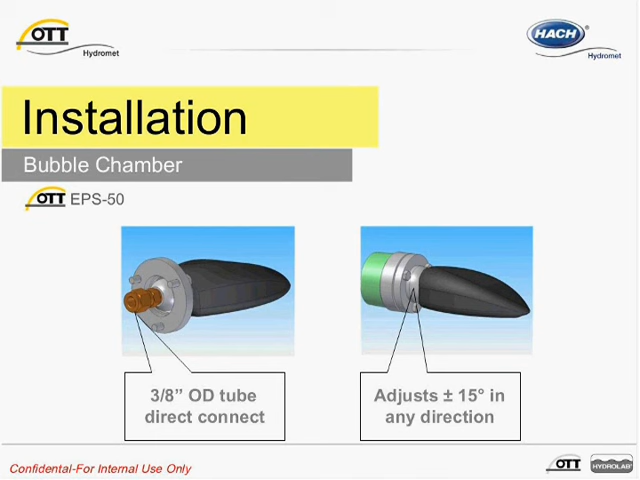 OTT
Hydromet
HACH®
Hydromet
Installation
Bubble Chamber
OTT EPS-50
3/8” OD tube
direct connect
Adjusts ± 15° in
any direction
Confidential-For Internal Use Only
OTT
HYDROLAB